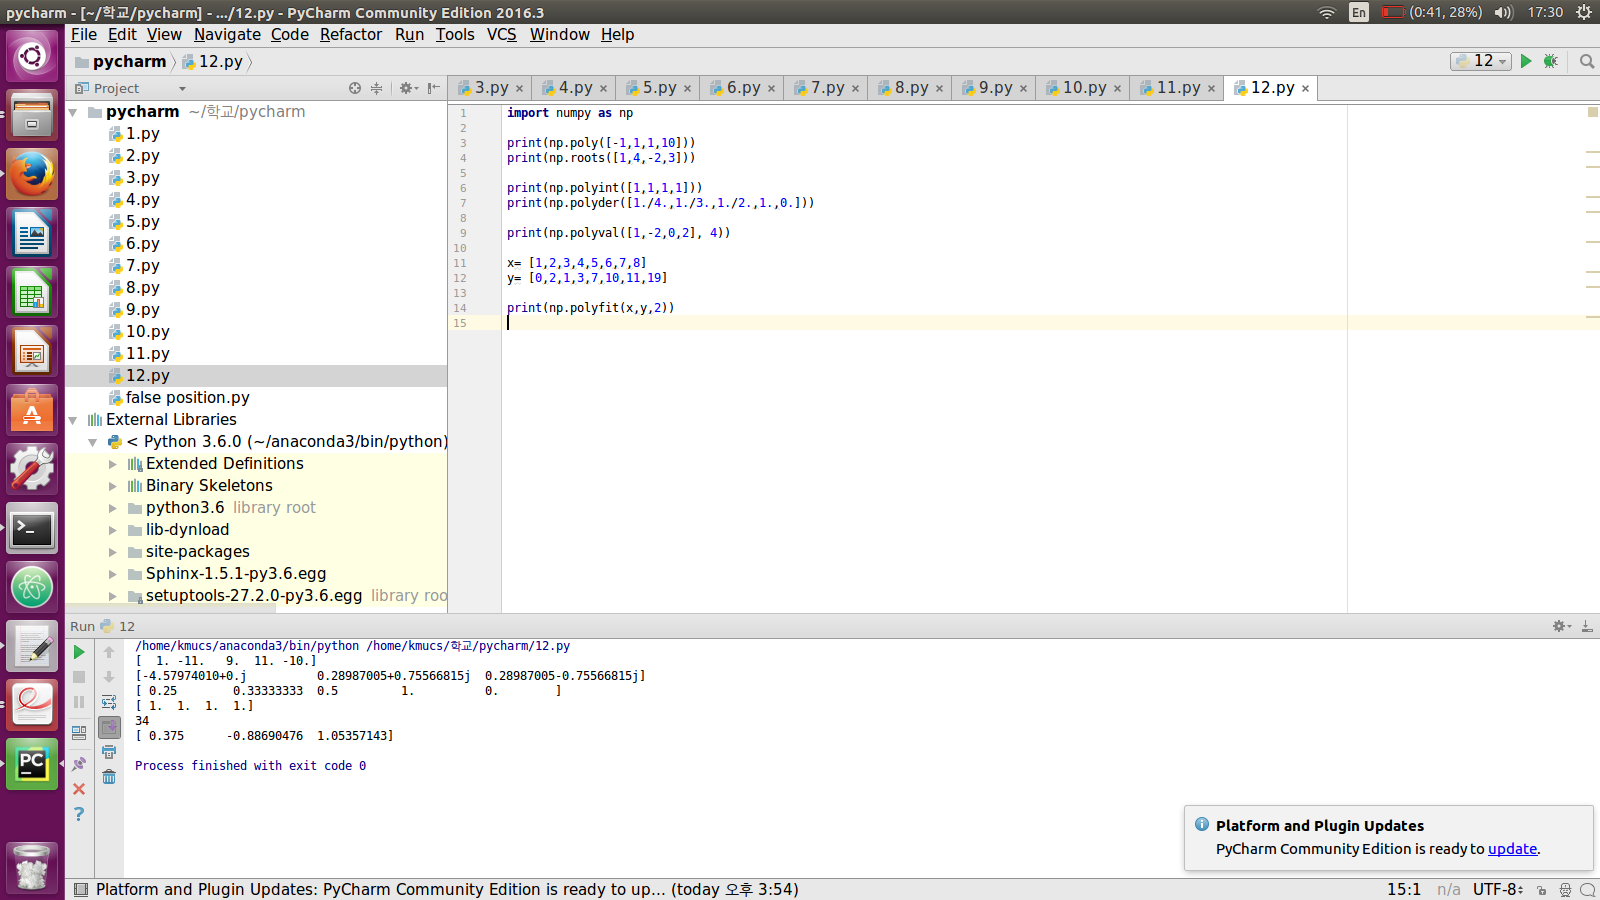 pycharm - [~/학교/pycharm] - .../12.py - PyCharm Community Edition 2016.3
En (0:41, 28%) 17:30
File Edit View Navigate Code Refactor Run Tools VCS Window Help
pycharm 12.py
12
Project
3.py × 4.py × 5.py × 6.py × 7.py × 8.py × 9.py × 10.py × 11.py × 12.py ×
pycharm ~/학교/pycharm
1.py
2.py
3.py
4.py
5.py
6.py
7.py
8.py
9.py
10.py
11.py
12.py
false position.py
External Libraries
< Python 3.6.0 (~/anaconda3/bin/python)
Extended Definitions
Binary Skeletons
python3.6 library root
lib-dynload
site-packages
Sphinx-1.5.1-py3.6.egg
setuptools-27.2.0-py3.6.egg library roo
1 import numpy as np
2
3 print(np.poly([-1,1,1,10]))
4 print(np.roots([1,4,-2,3]))
5
6 print(np.polyint([1,1,1,1]))
7 print(np.polyder([1./4.,1./3.,1./2.,1.,0.]))
8
9 print(np.polyval([1,-2,0,2], 4))
10
11 x= [1,2,3,4,5,6,7,8]
12 y= [0,2,1,3,7,10,11,19]
13
14 print(np.polyfit(x,y,2))
15
Run 12
/home/kmucs/anaconda3/bin/python /home/kmucs/학교/pycharm/12.py
[  1. -11.   9.  11. -10.]
[-4.57974010+0.j          0.28987005+0.75566815j  0.28987005-0.75566815j]
[ 0.25        0.33333333  0.5         1.          0.        ]
[ 1.  1.  1.  1.]
34
[ 0.375      -0.88690476  1.05357143]
Process finished with exit code 0
PC
?
Platform and Plugin Updates
PyCharm Community Edition is ready to update.
Platform and Plugin Updates: PyCharm Community Edition is ready to up... (today 오후 3:54)
15:1 n/a UTF-8